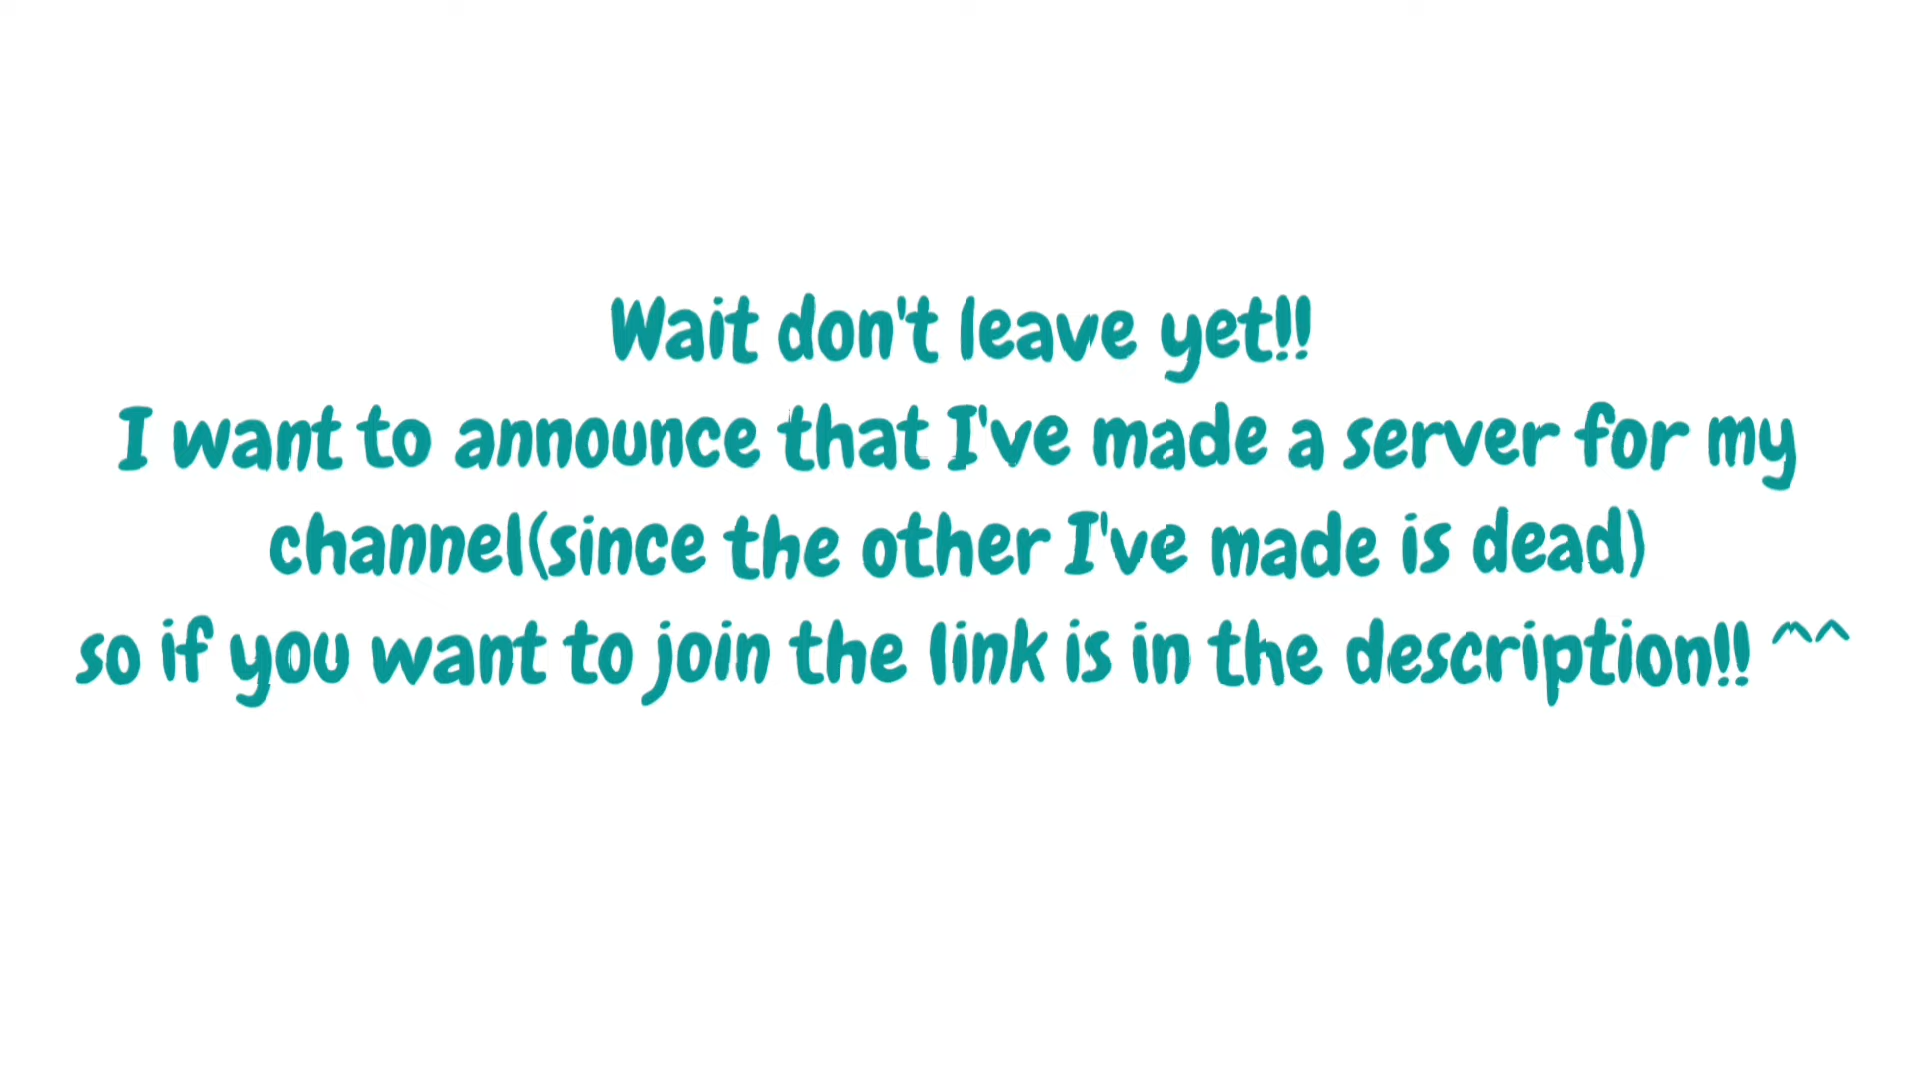 Wait don't leave yet!!
I want to announce that I've made a server for my
channel(since the other I've made is dead)
so if you want to join the link is in the description!! ^^